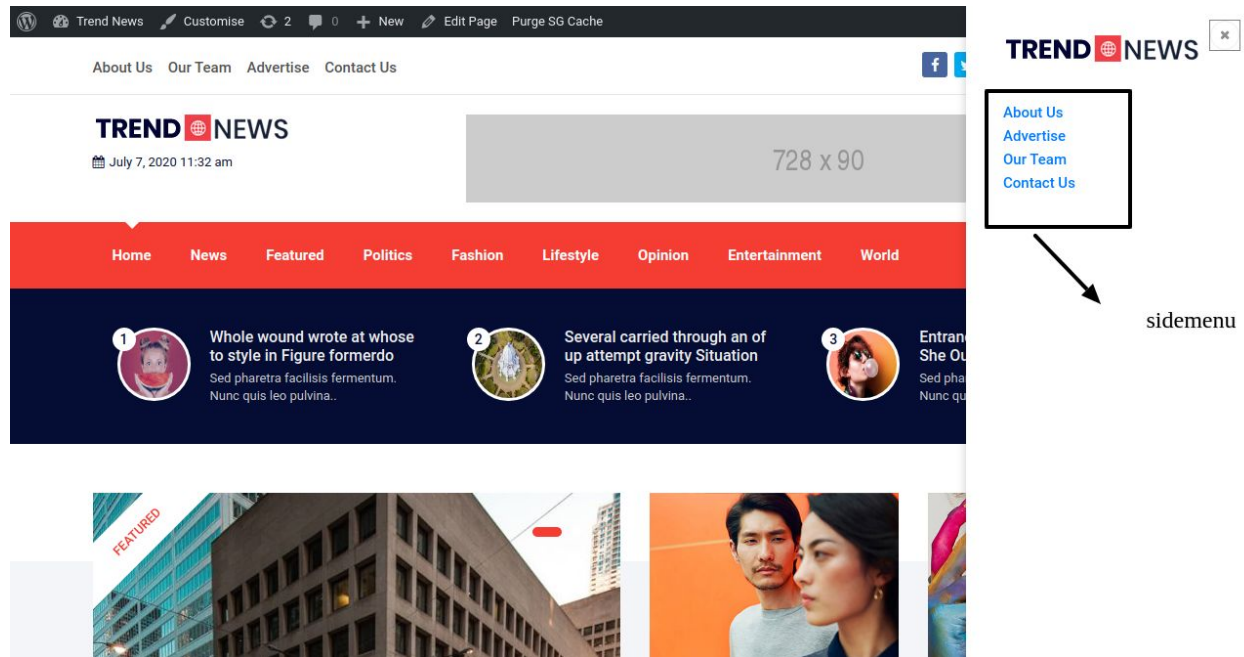 Trend News Customise 2 0 New Edit Page Purge SG Cache
About Us Our Team Advertise Contact Us
TREND NEWS
July 7, 2020 11:32 am
728 x 90
Home News Featured Politics Fashion Lifestyle Opinion Entertainment World
1
Whole wound wrote at whose
to style in Figure formerdo
Sed pharetra facilisis fermentum.
Nunc quis leo pulvina..
2
Several carried through an of
up attempt gravity Situation
Sed pharetra facilisis fermentum.
Nunc quis leo pulvina..
3
She
Sed
Nunc
FEATURED
TREND NEWS
About Us
Advertise
Our Team
Contact Us
sidemenu